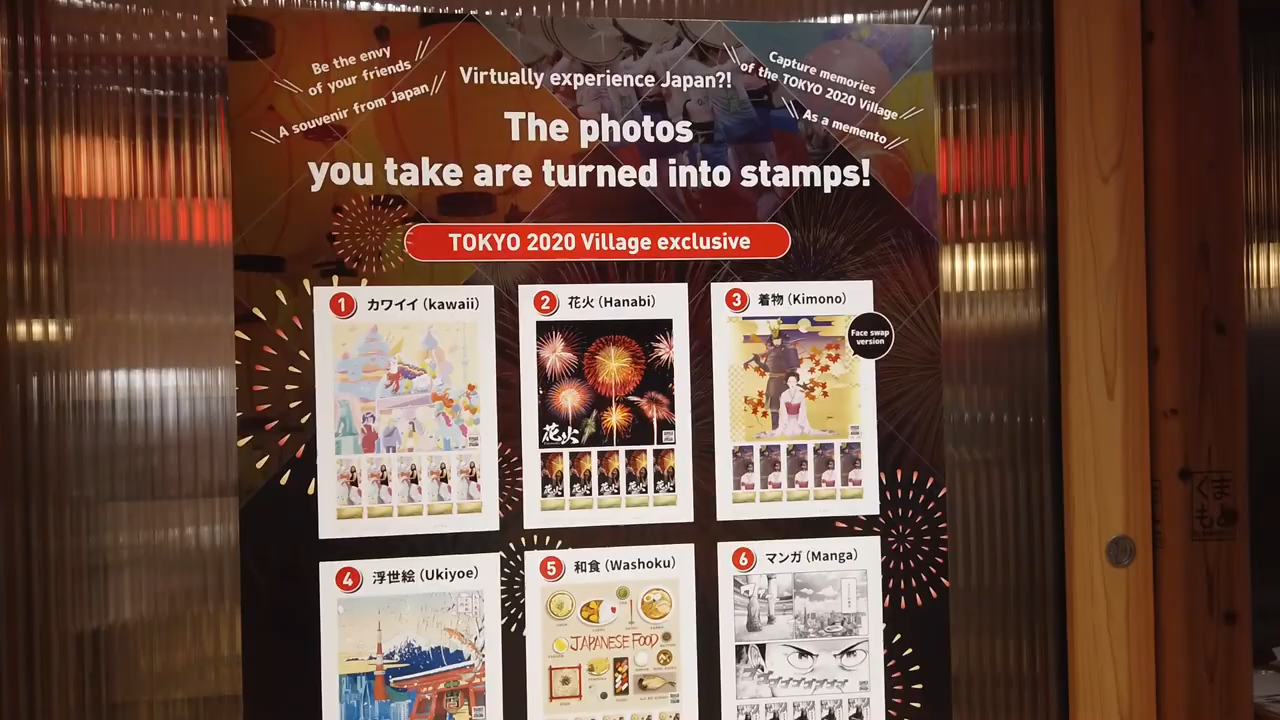 Be the envy
of your friends
A souvenir from Japan
Virtually experience Japan?!
Capture memories
of the TOKYO 2020 Village
As a memento
The photos
you take are turned into stamps!
TOKYO 2020 Village exclusive
1 カワイイ (kawaii)
2 花火 (Hanabi)
3 着物 (Kimono)
Face swap
version
花火
4 浮世絵 (Ukiyoe)
5 和食 (Washoku)
6 マンガ (Manga)
JAPANESE FOOD